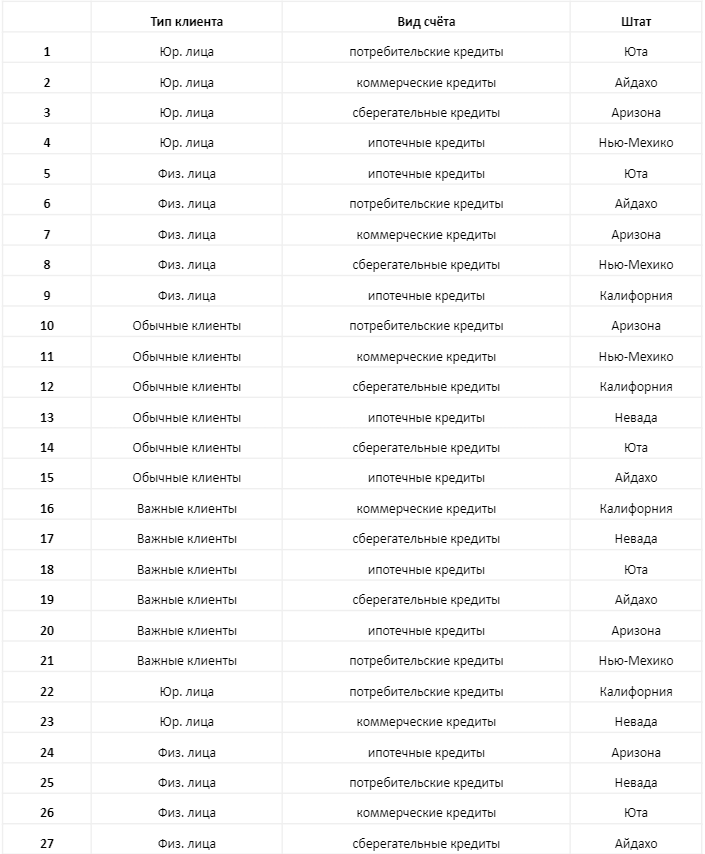 Тип клиента Вид счёта Штат
1 Юр. лица потребительские кредиты Юта
2 Юр. лица коммерческие кредиты Айдахо
3 Юр. лица сберегательные кредиты Аризона
4 Юр. лица ипотечные кредиты Нью-Мехико
5 Физ. лица ипотечные кредиты Юта
6 Физ. лица потребительские кредиты Айдахо
7 Физ. лица коммерческие кредиты Аризона
8 Физ. лица сберегательные кредиты Нью-Мехико
9 Физ. лица ипотечные кредиты Калифорния
10 Обычные клиенты потребительские кредиты Аризона
11 Обычные клиенты коммерческие кредиты Нью-Мехико
12 Обычные клиенты сберегательные кредиты Калифорния
13 Обычные клиенты ипотечные кредиты Невада
14 Обычные клиенты сберегательные кредиты Юта
15 Обычные клиенты ипотечные кредиты Айдахо
16 Важные клиенты коммерческие кредиты Калифорния
17 Важные клиенты сберегательные кредиты Невада
18 Важные клиенты ипотечные кредиты Юта
19 Важные клиенты сберегательные кредиты Айдахо
20 Важные клиенты ипотечные кредиты Аризона
21 Важные клиенты потребительские кредиты Нью-Мехико
22 Юр. лица потребительские кредиты Калифорния
23 Юр. лица коммерческие кредиты Невада
24 Физ. лица ипотечные кредиты Аризона
25 Физ. лица потребительские кредиты Невада
26 Физ. лица коммерческие кредиты Юта
27 Физ. лица сберегательные кредиты Айдахо